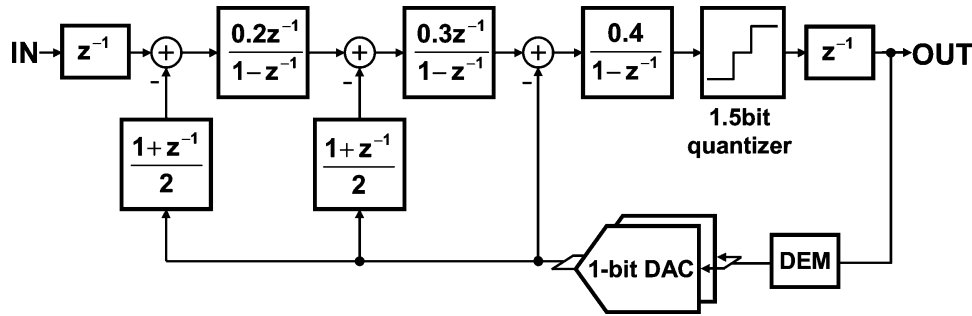 IN
z⁻¹
+
0.2z⁻¹
1−z⁻¹
+
0.3z⁻¹
1−z⁻¹
+
0.4
1−z⁻¹
z⁻¹
OUT
−
−
−
1.5bit
quantizer
1+z⁻¹
2
1+z⁻¹
2
1-bit DAC
DEM